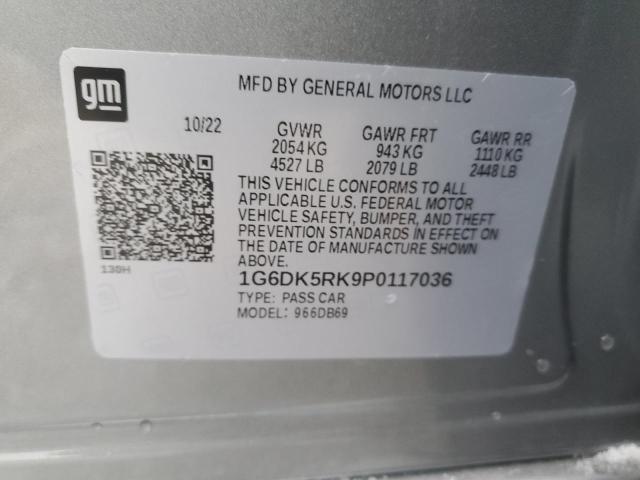 gm
MFD BY GENERAL MOTORS LLC
10/22 GVWR GAWR FRT GAWR RR
2054 KG 943 KG 1110 KG
4527 LB 2079 LB 2448 LB
THIS VEHICLE CONFORMS TO ALL
APPLICABLE U.S. FEDERAL MOTOR
VEHICLE SAFETY, BUMPER, AND THEFT
PREVENTION STANDARDS IN EFFECT ON
THE DATE OF MANUFACTURE SHOWN
ABOVE.
130H
1G6DK5RK9P0117036
TYPE: PASS CAR
MODEL: 966DB69